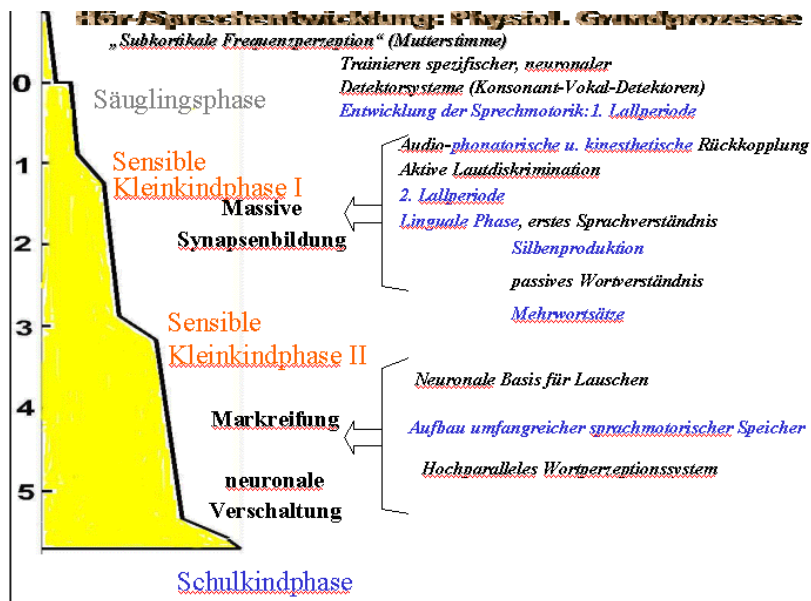 Hör-/Sprechentwicklung: Physiol. Grundprozesse
„Subkortikale Frequenzperzeption“ (Mutterstimme)
Trainieren spezifischer, neuronaler
0
Detektorsysteme (Konsonant-Vokal-Detektoren)
Säuglingsphase
Entwicklung der Sprechmotorik: 1. Lallperiode
Audio-phonatorische u. kinesthetische Rückkopplung
1
Sensible
Kleinkindphase I
Aktive Lautdiskrimination
2. Lallperiode
Massive
Synapsenbildung
Linguale Phase, erstes Sprachverständnis
2
Silbenproduktion
passives Wortverständnis
3
Sensible
Kleinkindphase II
Mehrwortsätze
Neuronale Basis für Lauschen
4
Markreifung
Aufbau umfangreicher sprachmotorischer Speicher
Hochparalleles Wortperzeptionssystem
5
neuronale
Verschaltung
Schulkindphase